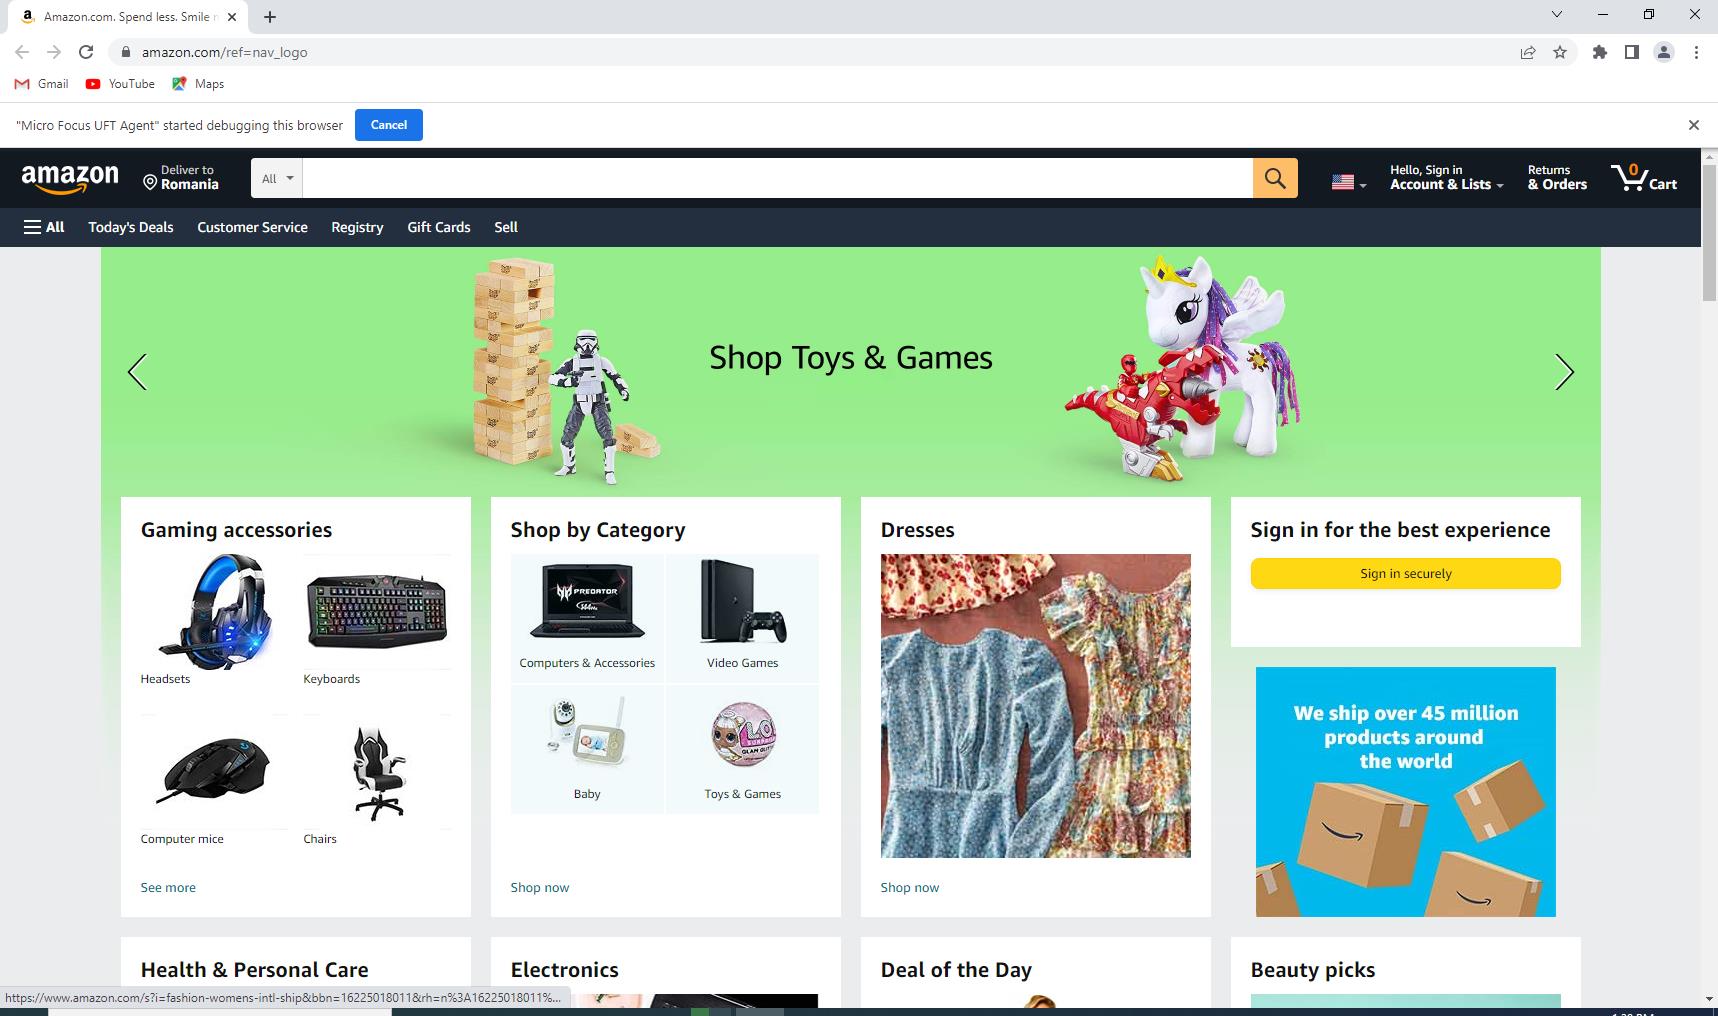 Amazon.com. Spend less. Smile
amazon.com/ref=nav_logo
Gmail YouTube Maps
"Micro Focus UFT Agent" started debugging this browser Cancel
amazon
Deliver to
Romania
All
Hello, Sign in
Account & Lists
Returns
& Orders
0
Cart
All Today's Deals Customer Service Registry Gift Cards Sell
Shop Toys & Games
Gaming accessories
Headsets Keyboards
Computer mice Chairs
See more
Shop by Category
PREDATOR
Computers & Accessories Video Games
Baby Toys & Games
Shop now
Dresses
Shop now
Sign in for the best experience
Sign in securely
We ship over 45 million
products around
the world
Health & Personal Care
Electronics
Deal of the Day
Beauty picks
https://www.amazon.com/s?i=fashion-womens-intl-ship&bbn=16225018011&rh=n%3A16225018011%...